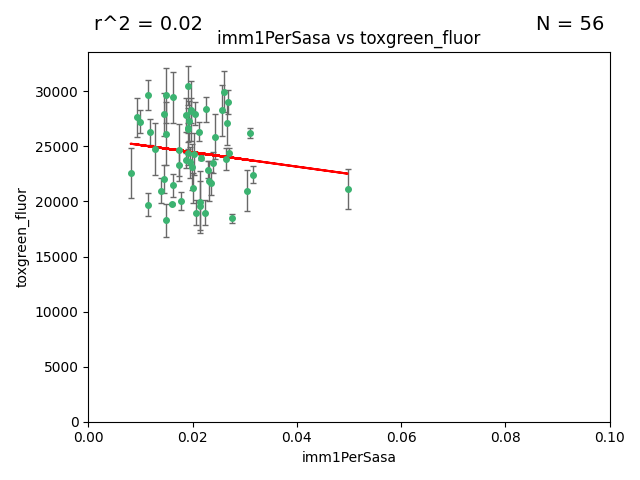 r^2 = 0.02
N = 56
imm1PerSasa vs toxgreen_fluor
toxgreen_fluor
30000
25000
20000
15000
10000
5000
0
0.00
0.02
0.04
0.06
0.08
0.10
imm1PerSasa